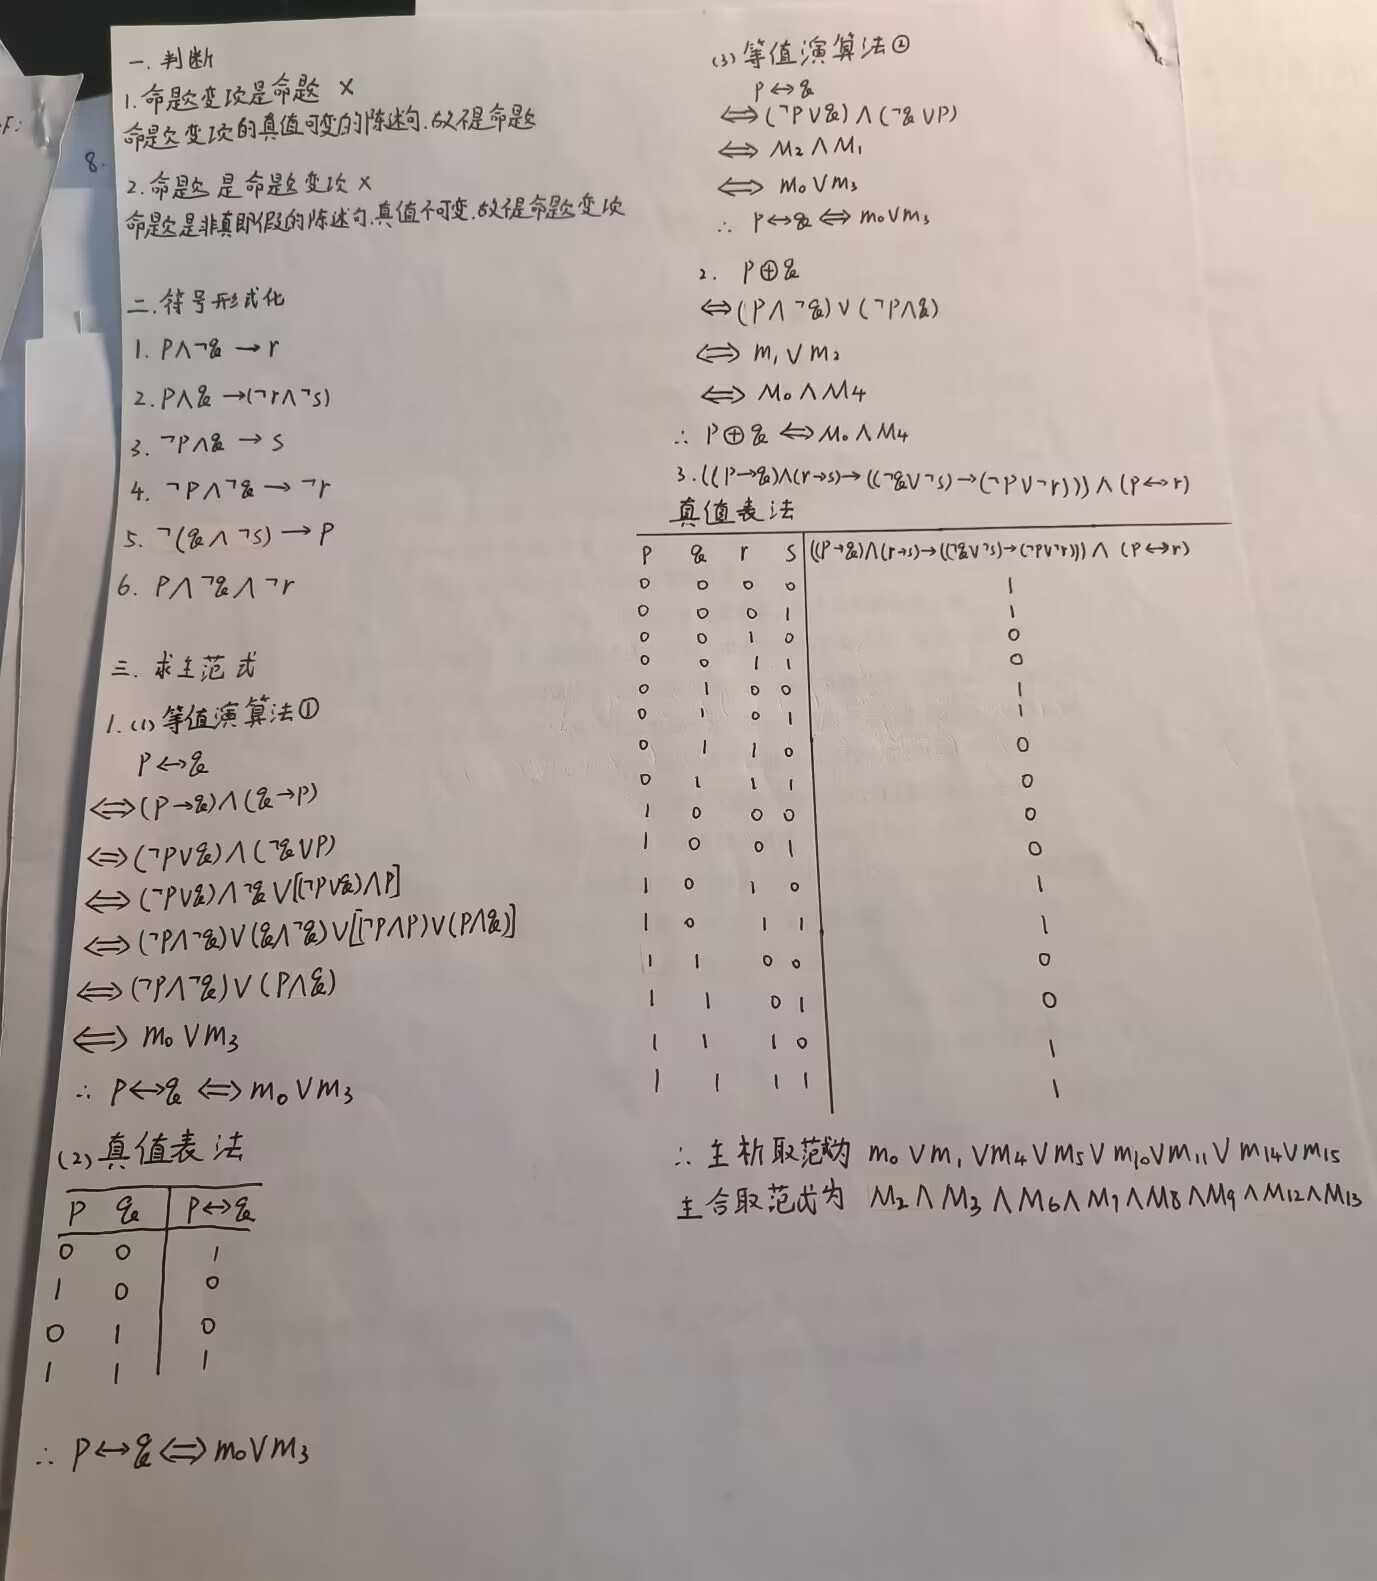 F:
8.
一.判断
1.命题变项是命题 ×
命题变项的真值可变的陈述句.故不是命题
2.命题是命题变项 ×
命题是非真即假的陈述句.真值不可变.故不是命题变项
二.符号形式化
1. P∧¬q→r
2. P∧q→(¬r∧¬s)
3. ¬P∧q→s
4. ¬P∧¬q→¬r
5. ¬(q∧¬s)→P
6. P∧¬q∧¬r
三.求主范式
1.(1)等值演算法①
P↔q
⇔(P→q)∧(q→P)
⇔(¬P∨q)∧(¬q∨P)
⇔(¬P∨q)∧¬q∨[(¬P∨q)∧P]
⇔(¬P∧¬q)∨(q∧¬q)∨[(¬P∧P)∨(P∧q)]
⇔(¬P∧¬q)∨(P∧q)
⇔ m₀∨m₃
∴ P↔q ⇔ m₀∨m₃
(2)真值表法
P q P↔q
0 0 1
1 0 0
0 1 0
1 1 1
∴ P↔q⇔m₀∨m₃
(3)等值演算法②
P↔q
⇔(¬P∨q)∧(¬q∨P)
⇔ M₂∧M₁
⇔ m₀∨m₃
∴ P↔q⇔m₀∨m₃
2. P⊕q
⇔(P∧¬q)∨(¬P∧q)
⇔ m₁∨m₂
⇔ M₀∧M₄
∴ P⊕q⇔M₀∧M₄
3.((P→q)∧(r→s)→((¬q∨¬s)→(¬P∨¬r)))∧(P↔r)
真值表法
P q r s ((P→q)∧(r→s)→((¬q∨¬s)→(¬P∨¬r)))∧(P↔r)
0 0 0 0 1
0 0 0 1 1
0 0 1 0 0
0 0 1 1 0
0 1 0 0 1
0 1 0 1 1
0 1 1 0 0
0 1 1 1 0
1 0 0 0 0
1 0 0 1 0
1 0 1 0 1
1 0 1 1 1
1 1 0 0 0
1 1 0 1 0
1 1 1 0 1
1 1 1 1 1
∴主析取范式为 m₀∨m₁∨m₄∨m₅∨m₁₀∨m₁₁∨m₁₄∨m₁₅
主合取范式为 M₂∧M₃∧M₆∧M₇∧M₈∧M₉∧M₁₂∧M₁₃